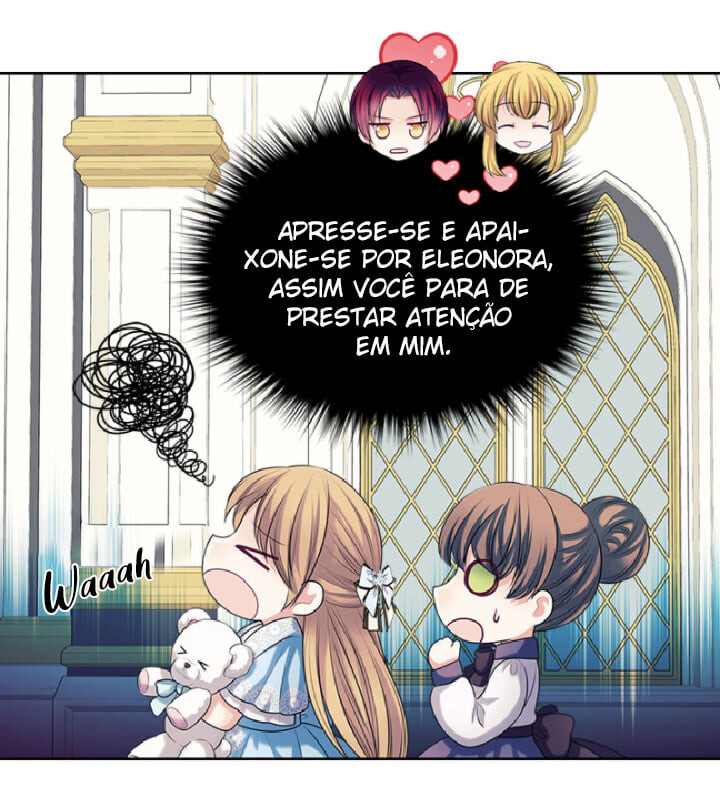 APRESSE-SE E APAI-
XONE-SE POR ELEONORA,
ASSIM VOCÊ PARA DE
PRESTAR ATENÇÃO
EM MIM.
Waaah